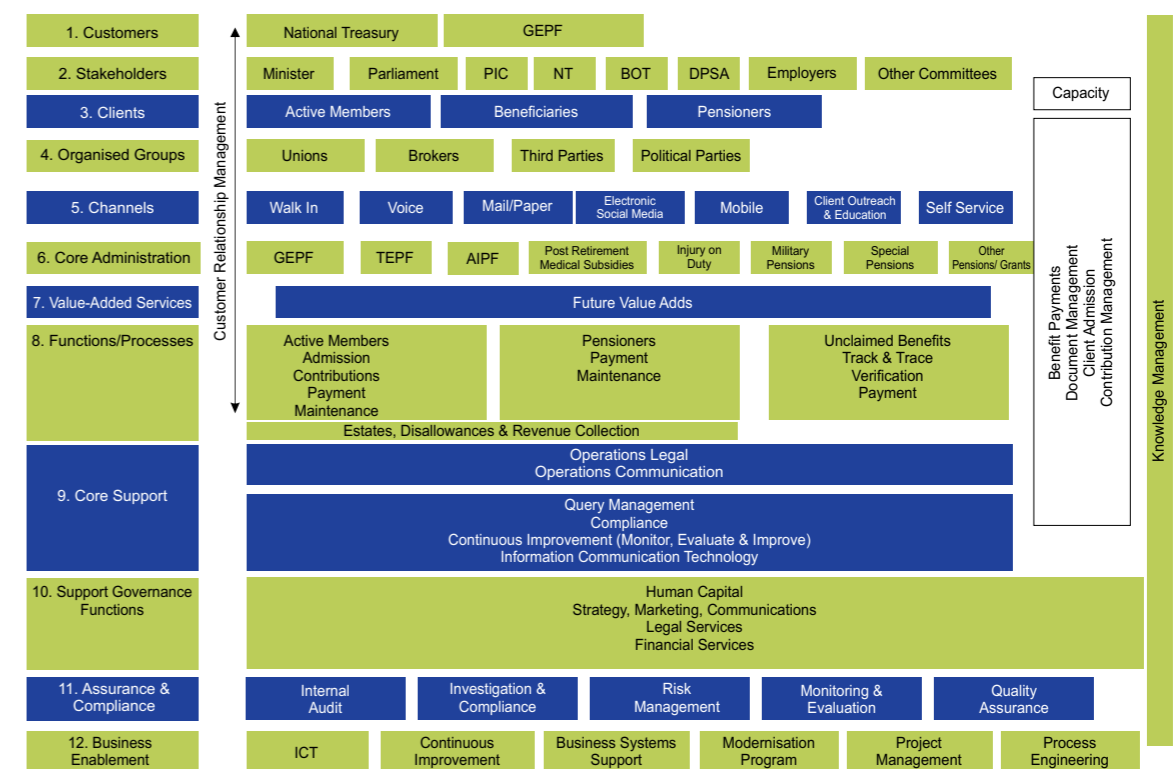 1. Customers
National Treasury
GEPF
2. Stakeholders
Minister
Parliament
PIC
NT
BOT
DPSA
Employers
Other Committees
3. Clients
Active Members
Beneficiaries
Pensioners
4. Organised Groups
Unions
Brokers
Third Parties
Political Parties
5. Channels
Walk In
Voice
Mail/Paper
Electronic
Social Media
Mobile
Client Outreach
& Education
Self Service
6. Core Administration
GEPF
TEPF
AIPF
Post Retirement
Medical Subsidies
Injury on
Duty
Military
Pensions
Special
Pensions
Other
Pensions/ Grants
7. Value-Added Services
Future Value Adds
8. Functions/Processes
Active Members
Admission
Contributions
Payment
Maintenance
Pensioners
Payment
Maintenance
Unclaimed Benefits
Track & Trace
Verification
Payment
Estates, Disallowances & Revenue Collection
9. Core Support
Operations Legal
Operations Communication
Query Management
Compliance
Continuous Improvement (Monitor, Evaluate & Improve)
Information Communication Technology
10. Support Governance
Functions
Human Capital
Strategy, Marketing, Communications
Legal Services
Financial Services
11. Assurance &
Compliance
Internal
Audit
Investigation &
Compliance
Risk
Management
Monitoring &
Evaluation
Quality
Assurance
12. Business
Enablement
ICT
Continuous
Improvement
Business Systems
Support
Modernisation
Program
Project
Management
Process
Engineering
Customer Relationship Management
Capacity
Benefit Payments
Document Management
Client Admission
Contribution Management
Knowledge Management